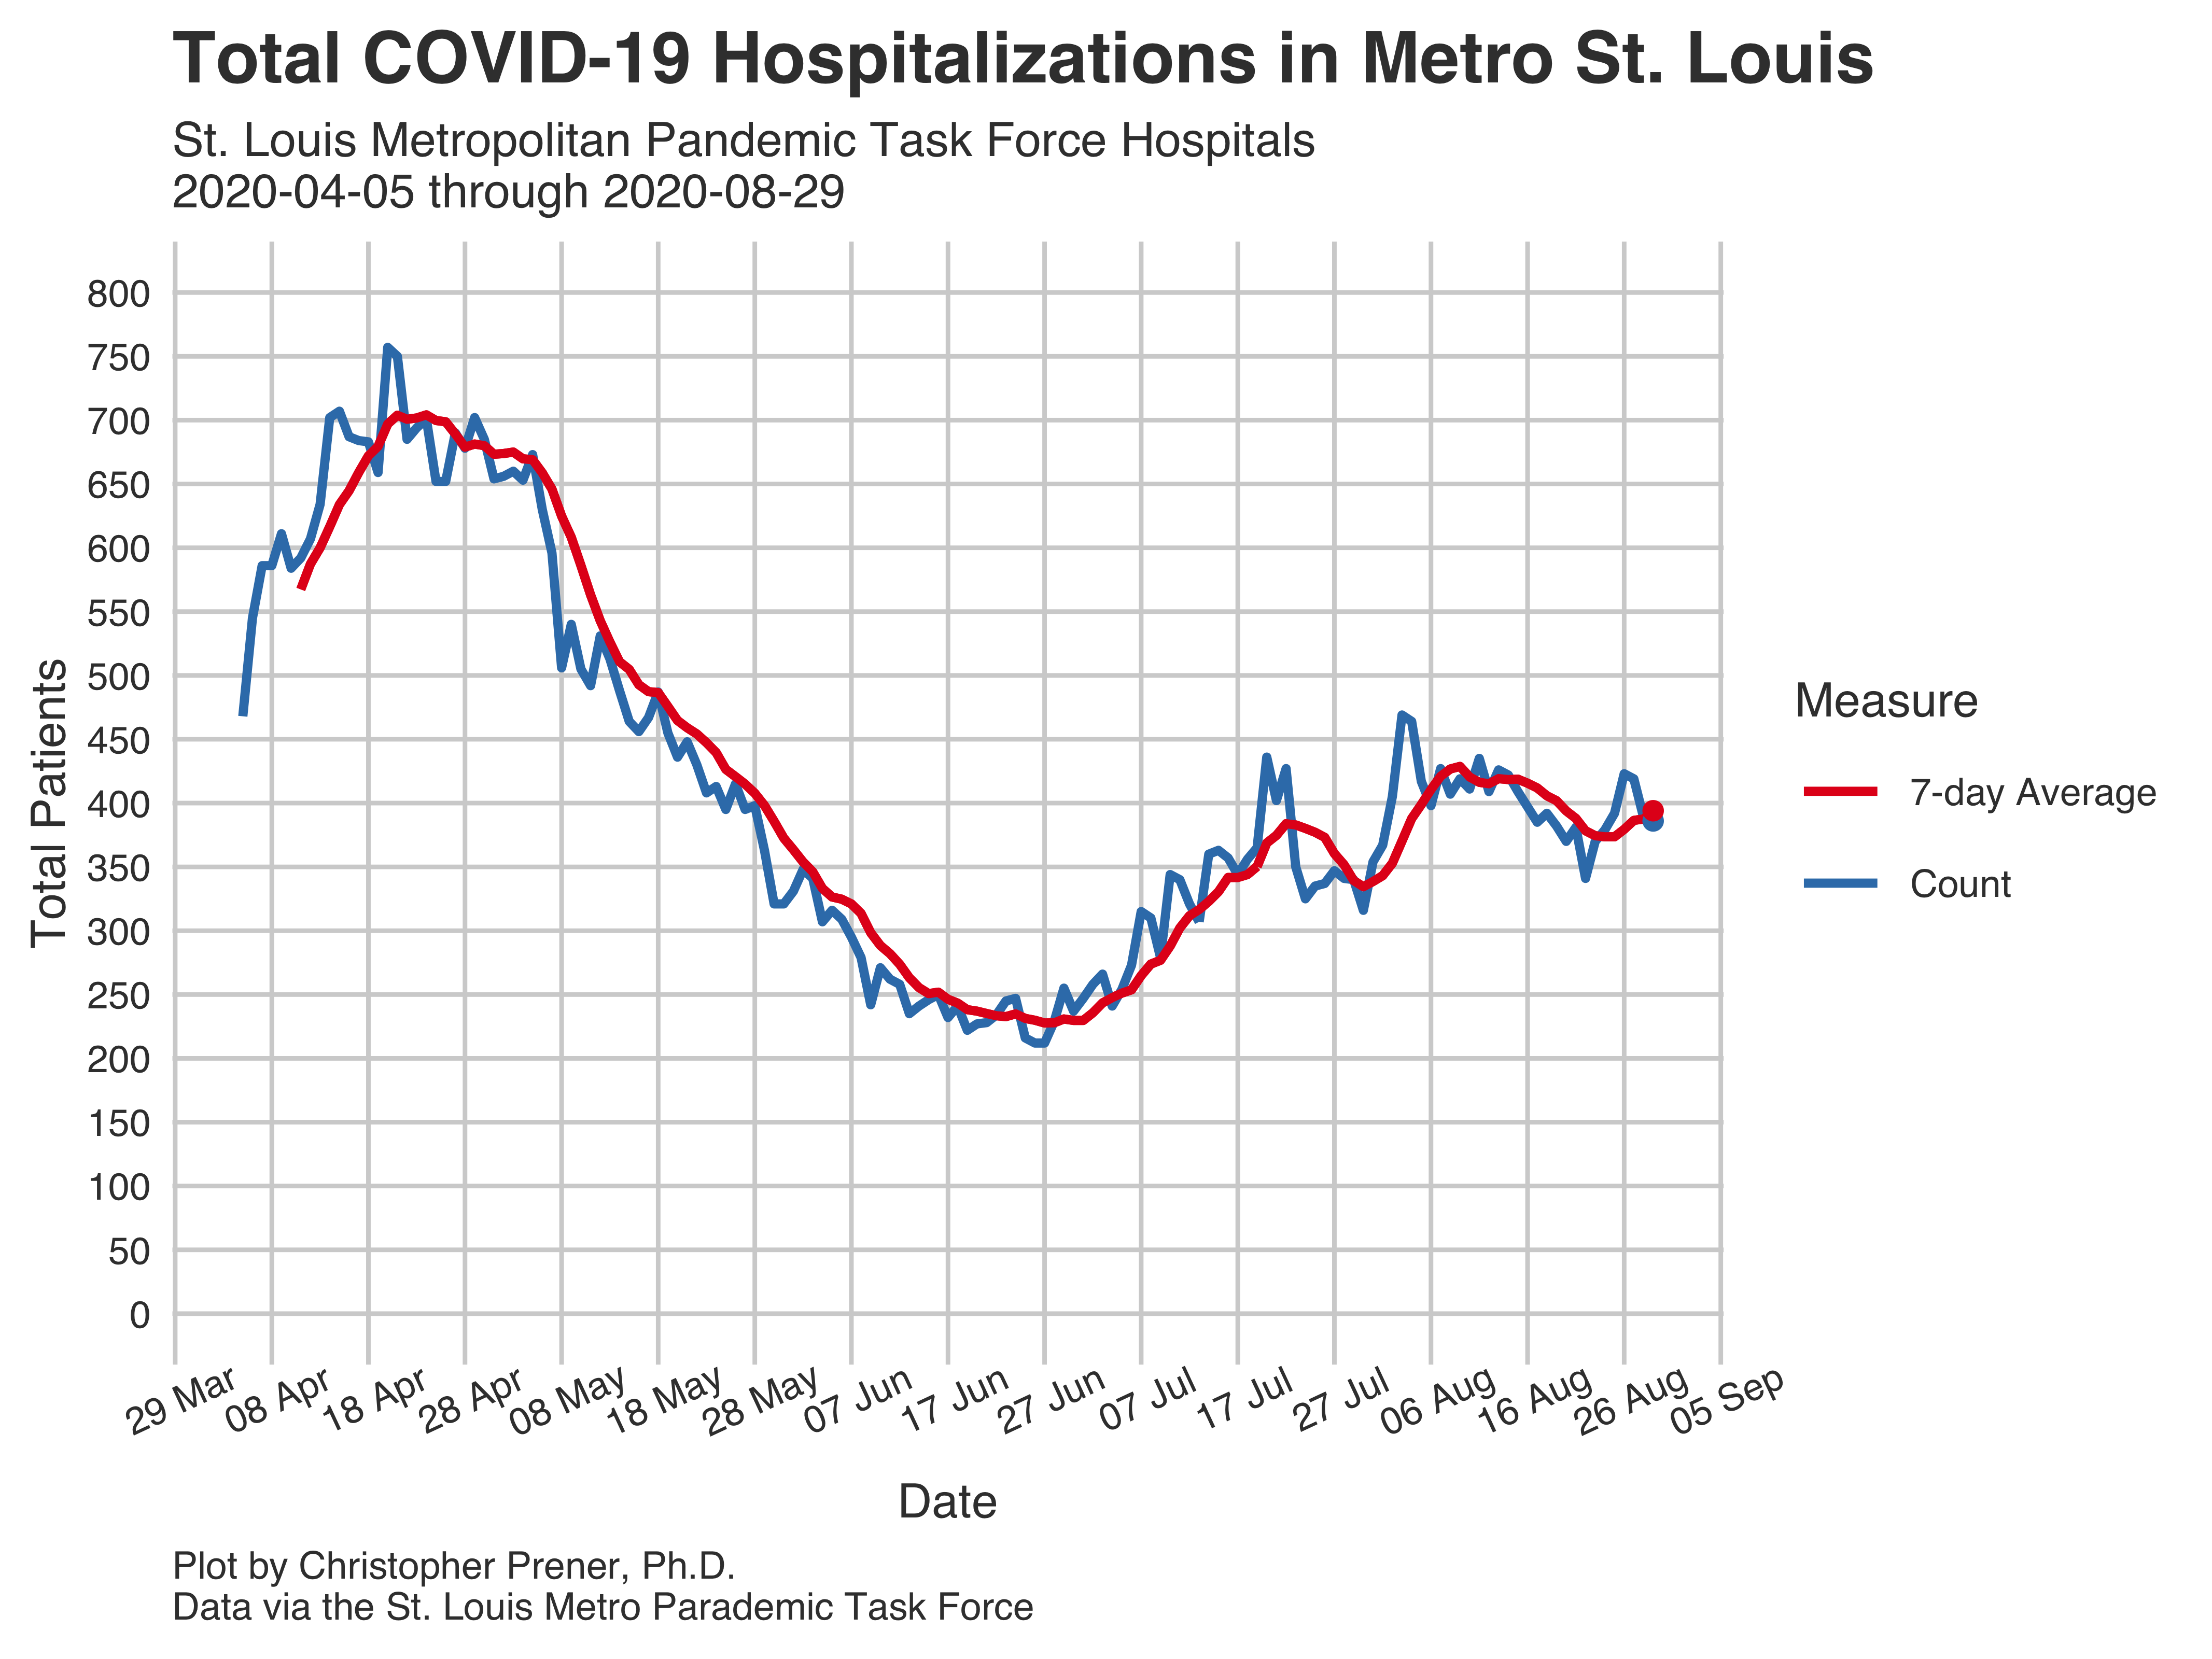 Total COVID-19 Hospitalizations in Metro St. Louis
St. Louis Metropolitan Pandemic Task Force Hospitals
2020-04-05 through 2020-08-29
800
750
700
650
600
550
500
450
400
350
300
250
200
150
100
50
0
Total Patients
29 Mar
08 Apr
18 Apr
28 Apr
08 May
18 May
28 May
07 Jun
17 Jun
27 Jun
07 Jul
17 Jul
27 Jul
06 Aug
16 Aug
26 Aug
05 Sep
Date
Measure
7-day Average
Count
Plot by Christopher Prener, Ph.D.
Data via the St. Louis Metro Parademic Task Force